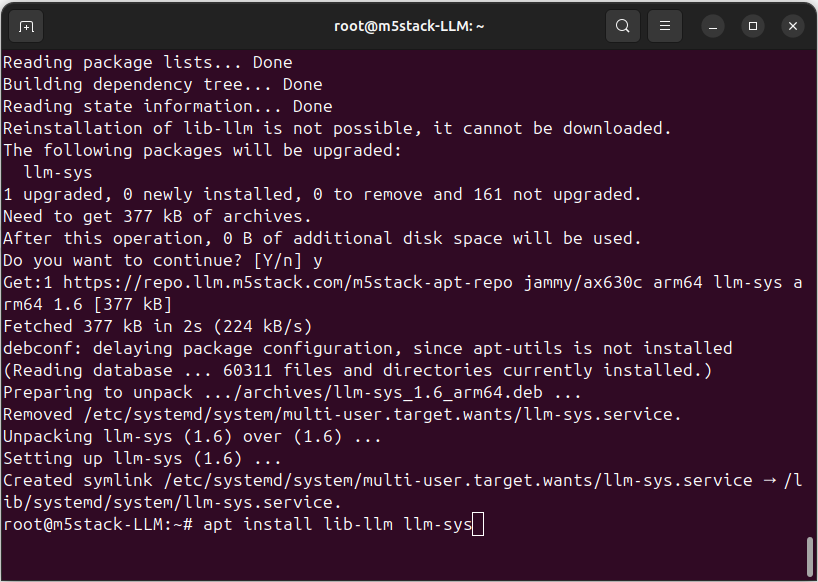 root@m5stack-LLM: ~
Reading package lists... Done
Building dependency tree... Done
Reading state information... Done
Reinstallation of lib-llm is not possible, it cannot be downloaded.
The following packages will be upgraded:
  llm-sys
1 upgraded, 0 newly installed, 0 to remove and 161 not upgraded.
Need to get 377 kB of archives.
After this operation, 0 B of additional disk space will be used.
Do you want to continue? [Y/n] y
Get:1 https://repo.llm.m5stack.com/m5stack-apt-repo jammy/ax630c arm64 llm-sys a
rm64 1.6 [377 kB]
Fetched 377 kB in 2s (224 kB/s)
debconf: delaying package configuration, since apt-utils is not installed
(Reading database ... 60311 files and directories currently installed.)
Preparing to unpack .../archives/llm-sys_1.6_arm64.deb ...
Removed /etc/systemd/system/multi-user.target.wants/llm-sys.service.
Unpacking llm-sys (1.6) over (1.6) ...
Setting up llm-sys (1.6) ...
Created symlink /etc/systemd/system/multi-user.target.wants/llm-sys.service → /l
ib/systemd/system/llm-sys.service.
root@m5stack-LLM:~# apt install lib-llm llm-sys